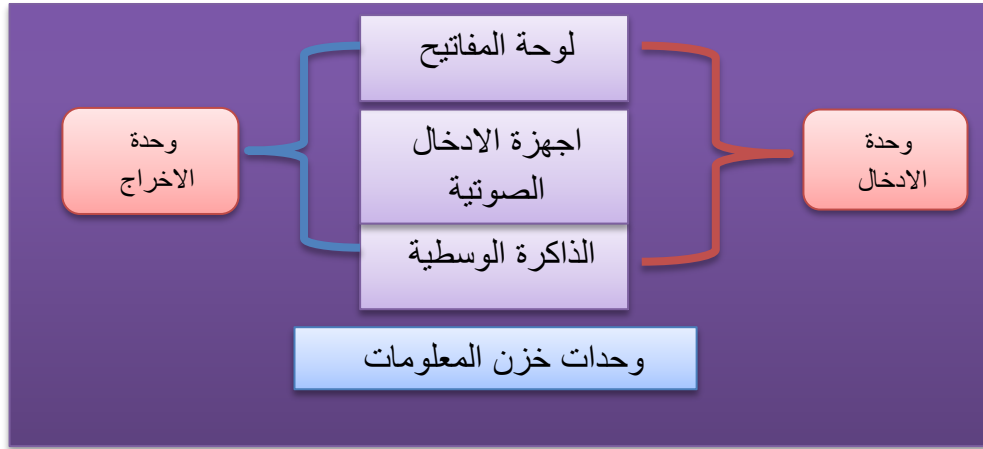 لوحة المفاتيح
اجهزة الادخال
الصوتية
الذاكرة الوسطية
وحدة
الادخال
وحدة
الاخراج
وحدات خزن المعلومات